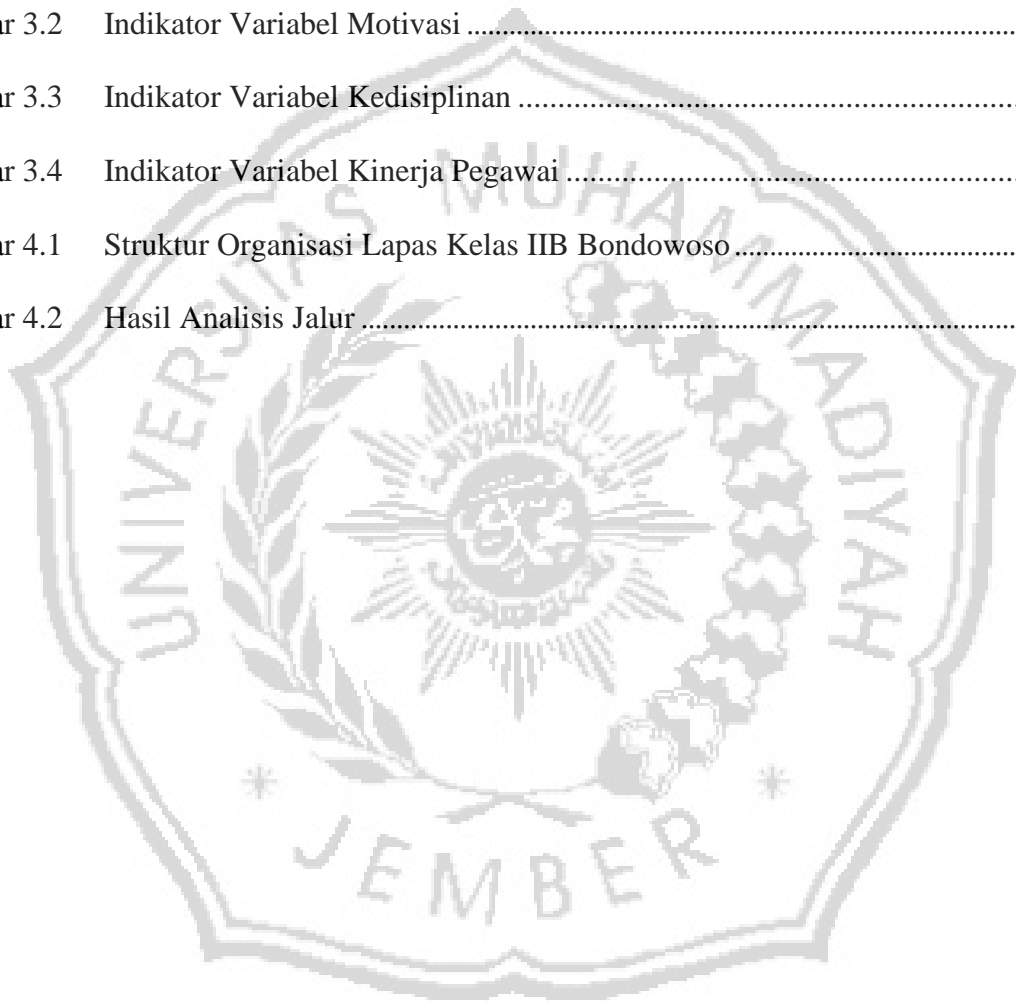 ar 3.2 Indikator Variabel Motivasi ..........................................................................
ar 3.3 Indikator Variabel Kedisiplinan ...................................................................
ar 3.4 Indikator Variabel Kinerja Pegawai .............................................................
ar 4.1 Struktur Organisasi Lapas Kelas IIB Bondowoso ......................................
ar 4.2 Hasil Analisis Jalur .......................................................................................
UNIVERSITAS MUHAMMADIYAH
JEMBER